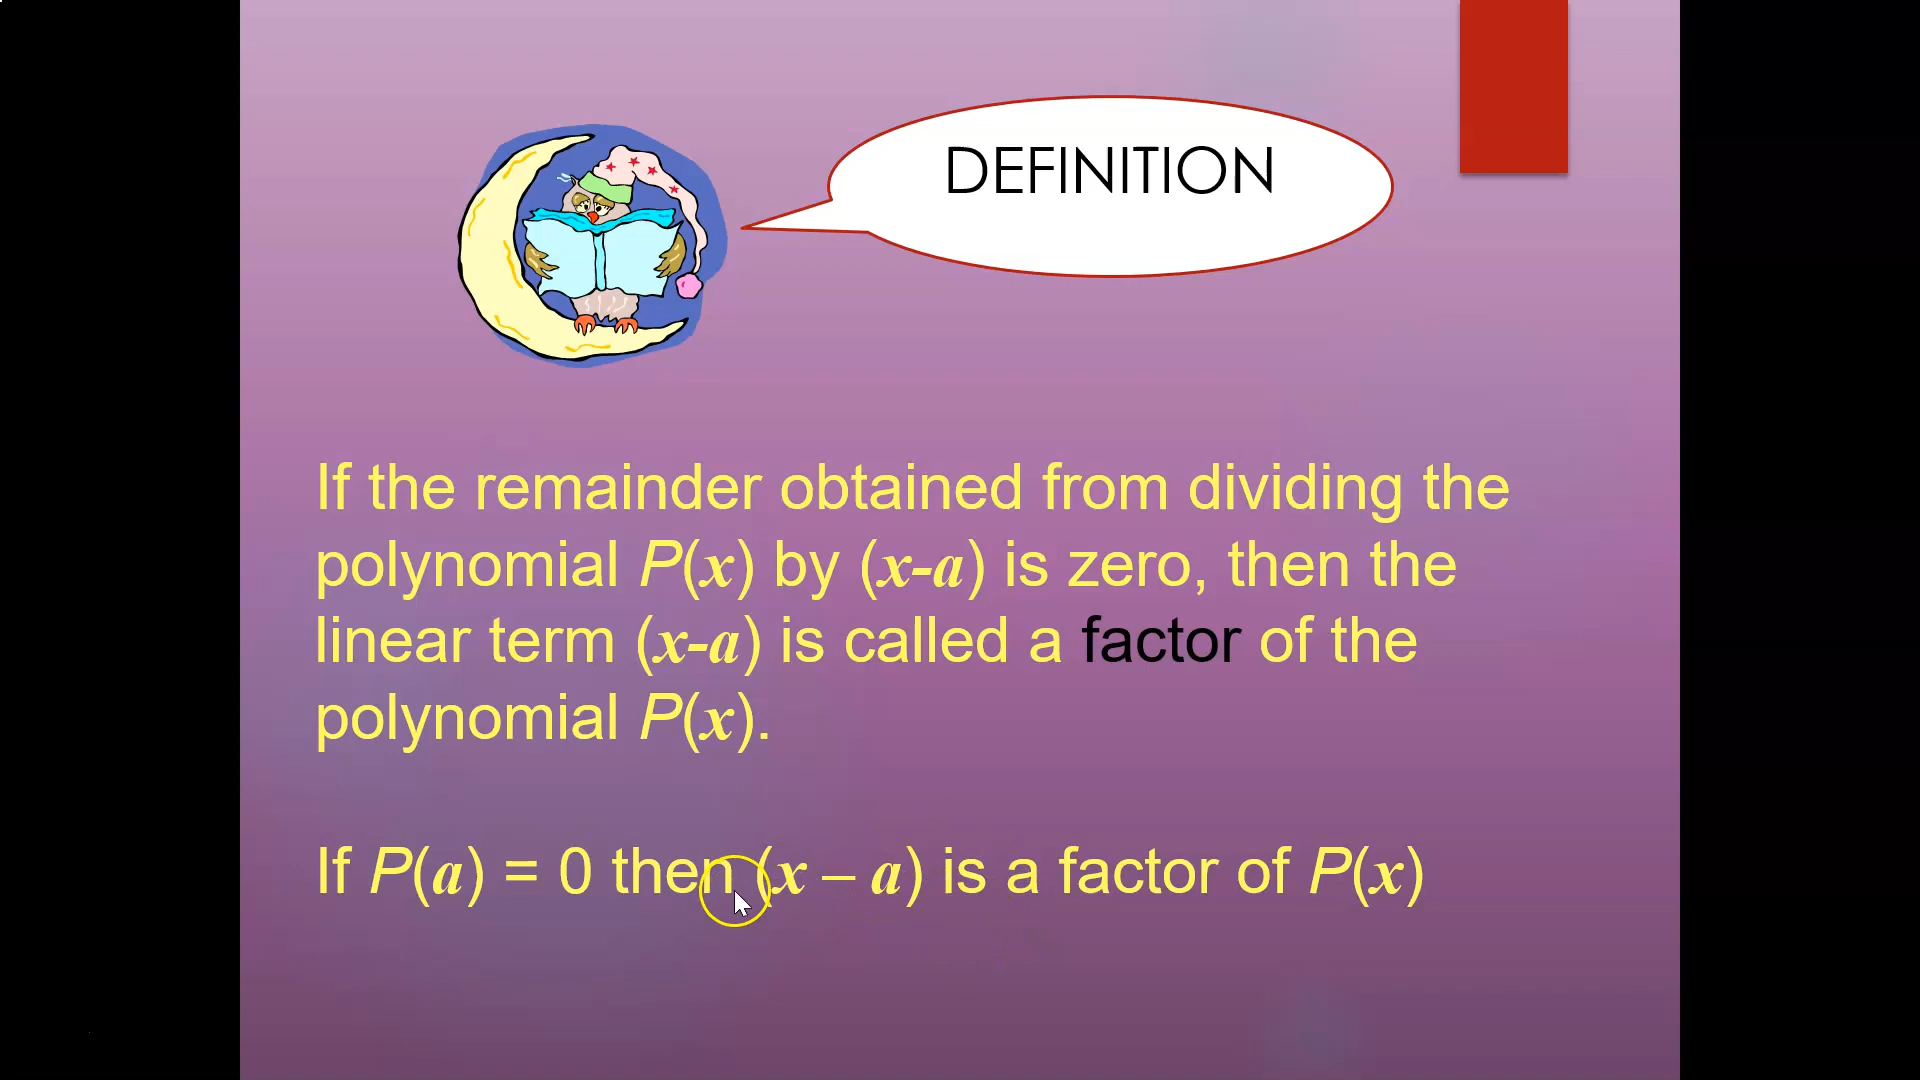 DEFINITION
If the remainder obtained from dividing the
polynomial P(x) by (x-a) is zero, then the
linear term (x-a) is called a factor of the
polynomial P(x).
If P(a) = 0 then (x – a) is a factor of P(x)